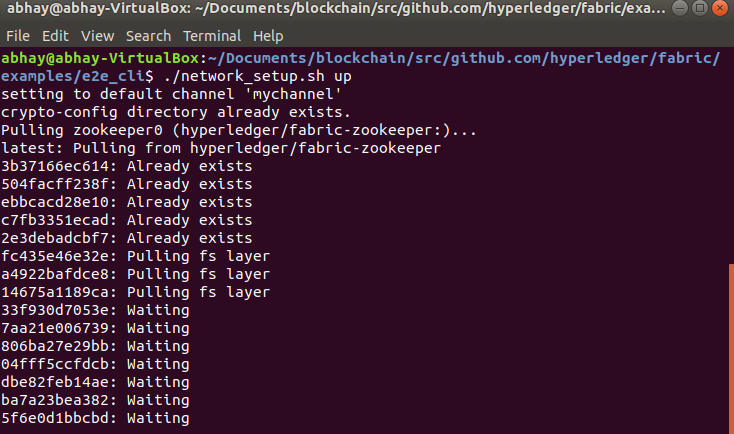 abhay@abhay-VirtualBox: ~/Documents/blockchain/src/github.com/hyperledger/fabric/exa...
File Edit View Search Terminal Help
abhay@abhay-VirtualBox:~/Documents/blockchain/src/github.com/hyperledger/fabric/
examples/e2e_cli$ ./network_setup.sh up
setting to default channel 'mychannel'
crypto-config directory already exists.
Pulling zookeeper0 (hyperledger/fabric-zookeeper:)...
latest: Pulling from hyperledger/fabric-zookeeper
3b37166ec614: Already exists
504facff238f: Already exists
ebbcacd28e10: Already exists
c7fb3351ecad: Already exists
2e3debadcbf7: Already exists
fc435e46e32e: Pulling fs layer
a4922bafdce8: Pulling fs layer
14675a1189ca: Pulling fs layer
33f930d7053e: Waiting
7aa21e006739: Waiting
806ba27e29bb: Waiting
04fff5ccfdcb: Waiting
dbe82feb14ae: Waiting
ba7a23bea382: Waiting
5f6e0d1bbcbd: Waiting